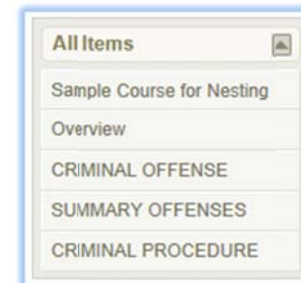 All Items
Sample Course for Nesting
Overview
CRIMINAL OFFENSE
SUMMARY OFFENSES
CRIMINAL PROCEDURE